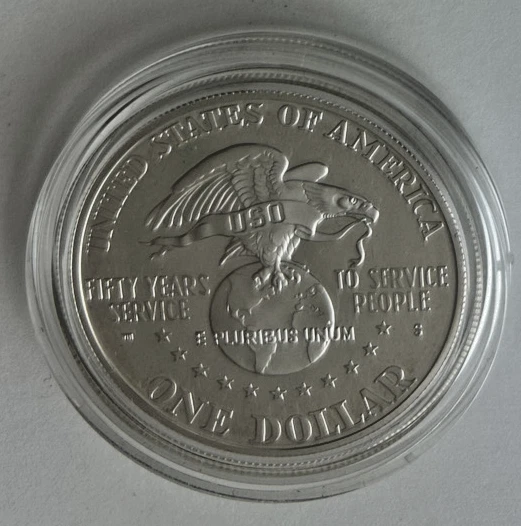 UNITED STATES OF AMERICA
USO
FIFTY YEARS
SERVICE
TO SERVICE
PEOPLE
E PLURIBUS UNUM
S
ONE DOLLAR